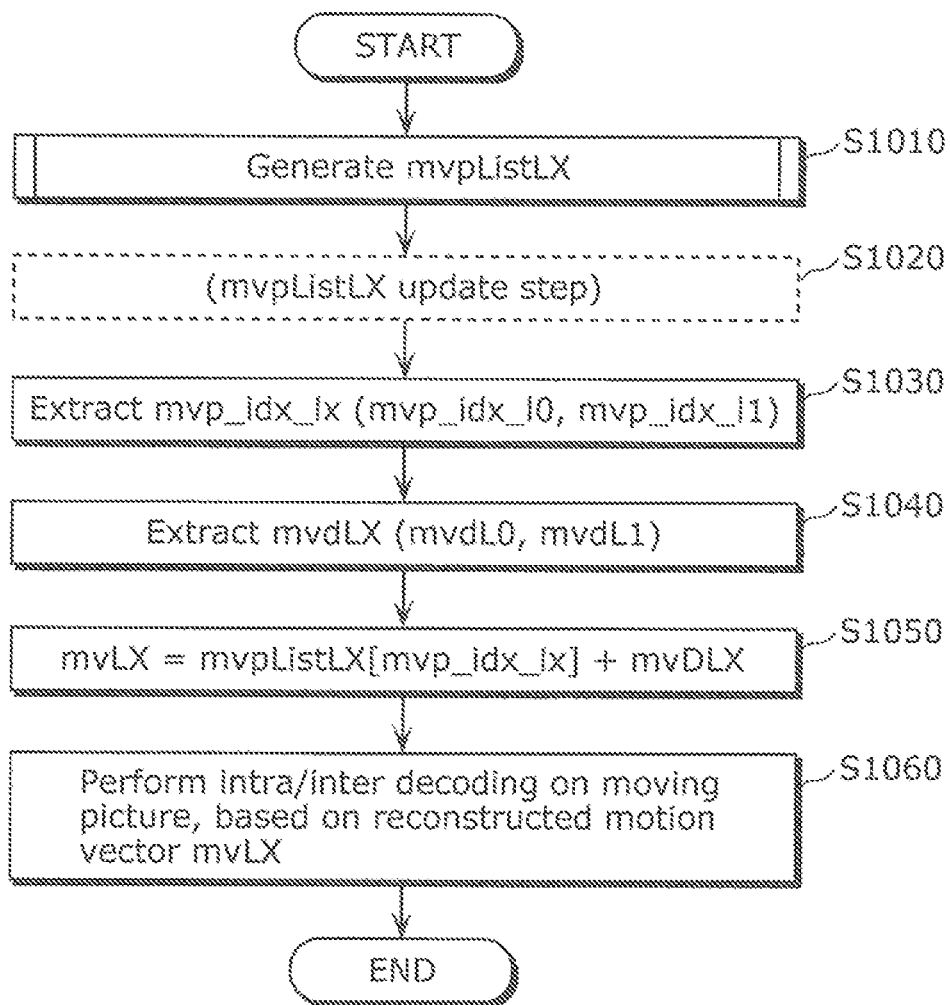 START
Generate mvpListLX
S1010
(mvpListLX update step)
S1020
Extract mvp_idx_lx (mvp_idx_l0, mvp_idx_l1)
S1030
Extract mvdLX (mvdL0, mvdL1)
S1040
mvLX = mvpListLX[mvp_idx_lx] + mvDLX
S1050
Perform intra/inter decoding on moving
picture, based on reconstructed motion
vector mvLX
S1060
END